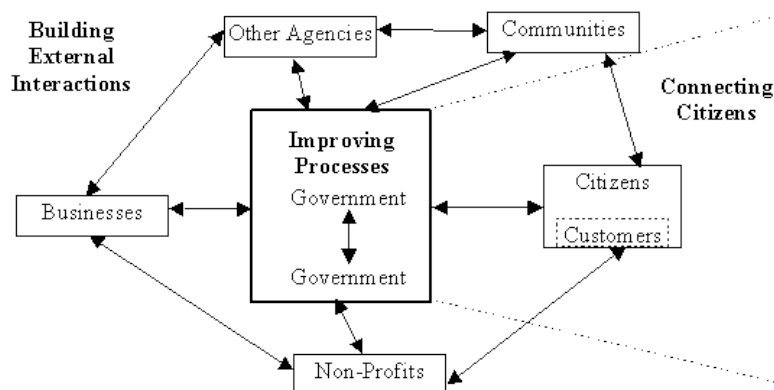 Building
External
Interactions
Other Agencies
Communities
Connecting
Citizens
Improving
Processes
Government
Government
Businesses
Citizens
Customers
Non-Profits